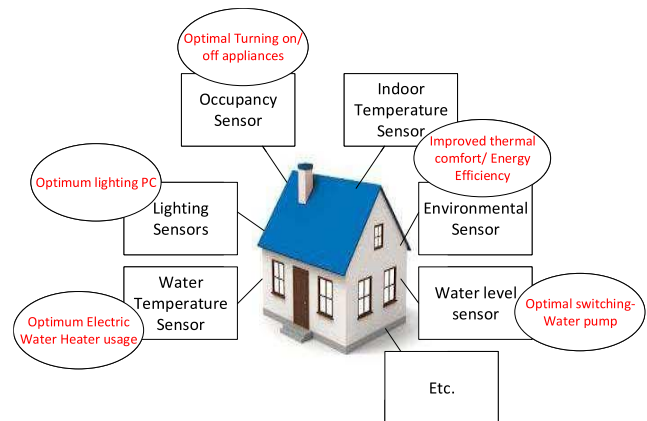 Optimal Turning on/
off appliances
Occupancy
Sensor
Indoor
Temperature
Sensor
Improved thermal
comfort/ Energy
Efficiency
Optimum lighting PC
Lighting
Sensors
Environmental
Sensor
Water
Temperature
Sensor
Optimum Electric
Water Heater usage
Water level
sensor
Optimal switching-
Water pump
Etc.